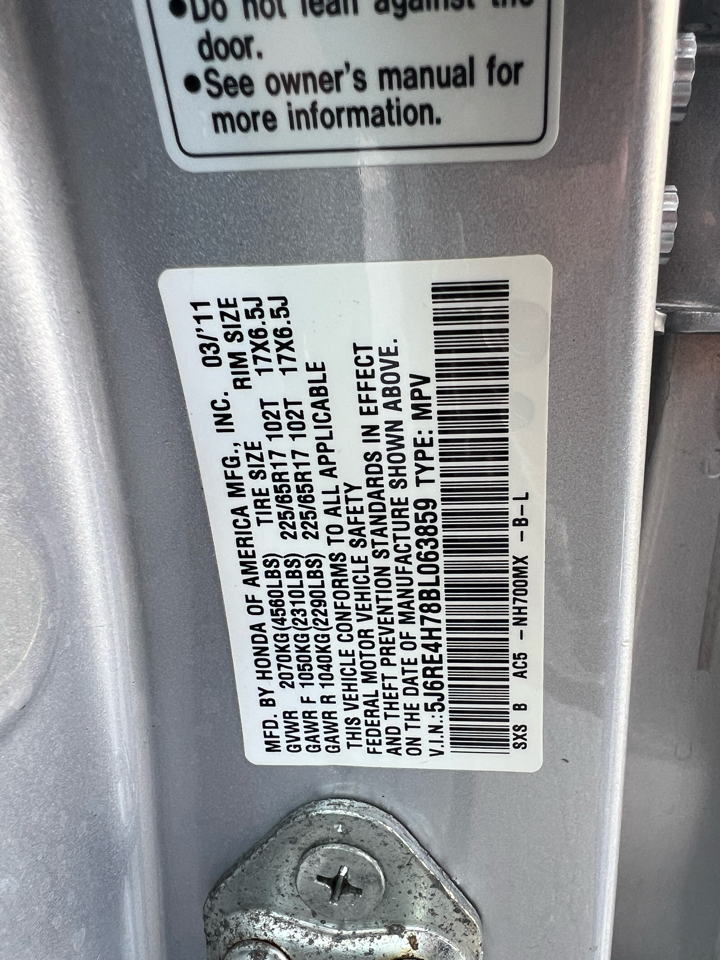 ●Do not lean against the
door.
●See owner's manual for
more information.
MFD. BY HONDA OF AMERICA MFG., INC. 03/'11
TIRE SIZE RIM SIZE
GVWR 2070KG(4560LBS)
GAWR F 1050KG(2310LBS) 225/65R17 102T 17X6.5J
GAWR R 1040KG(2290LBS) 225/65R17 102T 17X6.5J
THIS VEHICLE CONFORMS TO ALL APPLICABLE
FEDERAL MOTOR VEHICLE SAFETY
AND THEFT PREVENTION STANDARDS IN EFFECT
ON THE DATE OF MANUFACTURE SHOWN ABOVE.
V.I.N.:5J6RE4H78BL063859 TYPE: MPV
SXS B AC5 -NH700MX -B-L